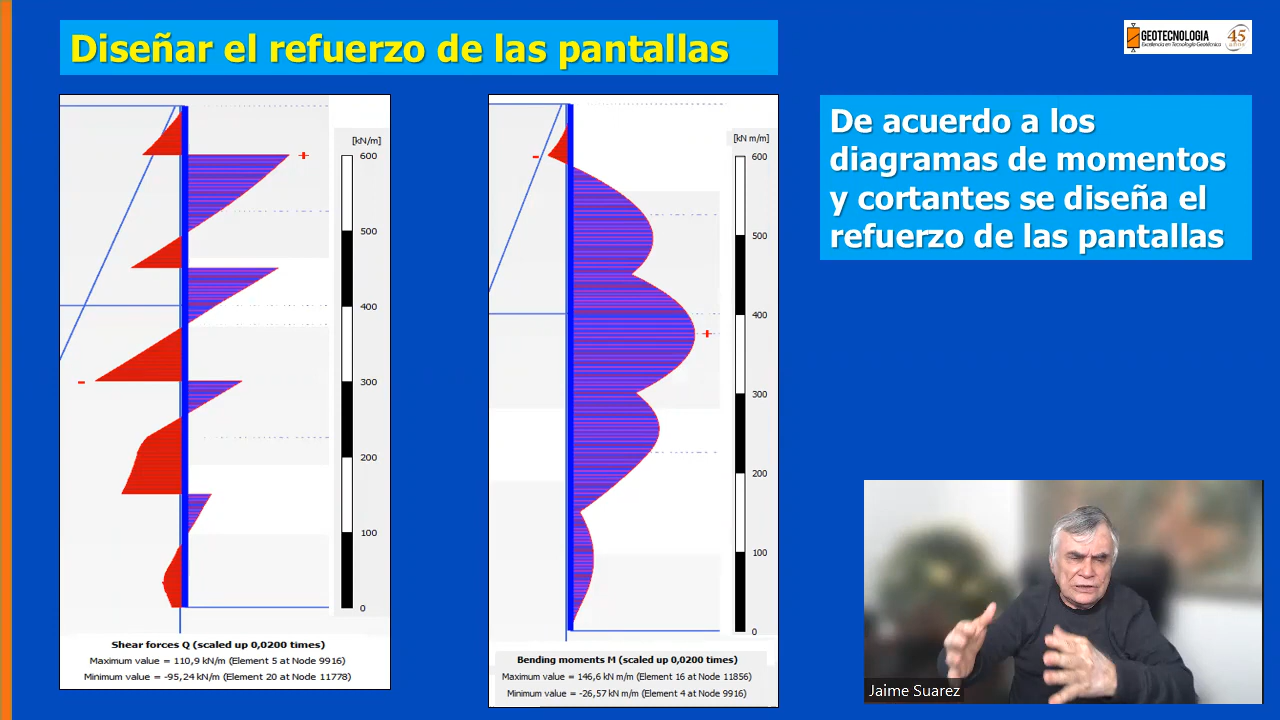 Diseñar el refuerzo de las pantallas
GEOTECNOLOGIA
Excelencia en Tecnología Geotécnica
45
[kN/m]
600
500
400
300
200
100
0
+
-
Shear forces Q (scaled up 0,0200 times)
Maximum value = 110,9 kN/m (Element 5 at Node 9916)
Minimum value = -95,24 kN/m (Element 20 at Node 11778)
[kN m/m]
600
500
400
300
200
100
0
-
+
Bending moments M (scaled up 0,0200 times)
Maximum value = 146,6 kN m/m (Element 16 at Node 11856)
Minimum value = -26,57 kN m/m (Element 4 at Node 9916)
De acuerdo a los
diagramas de momentos
y cortantes se diseña el
refuerzo de las pantallas
Jaime Suarez